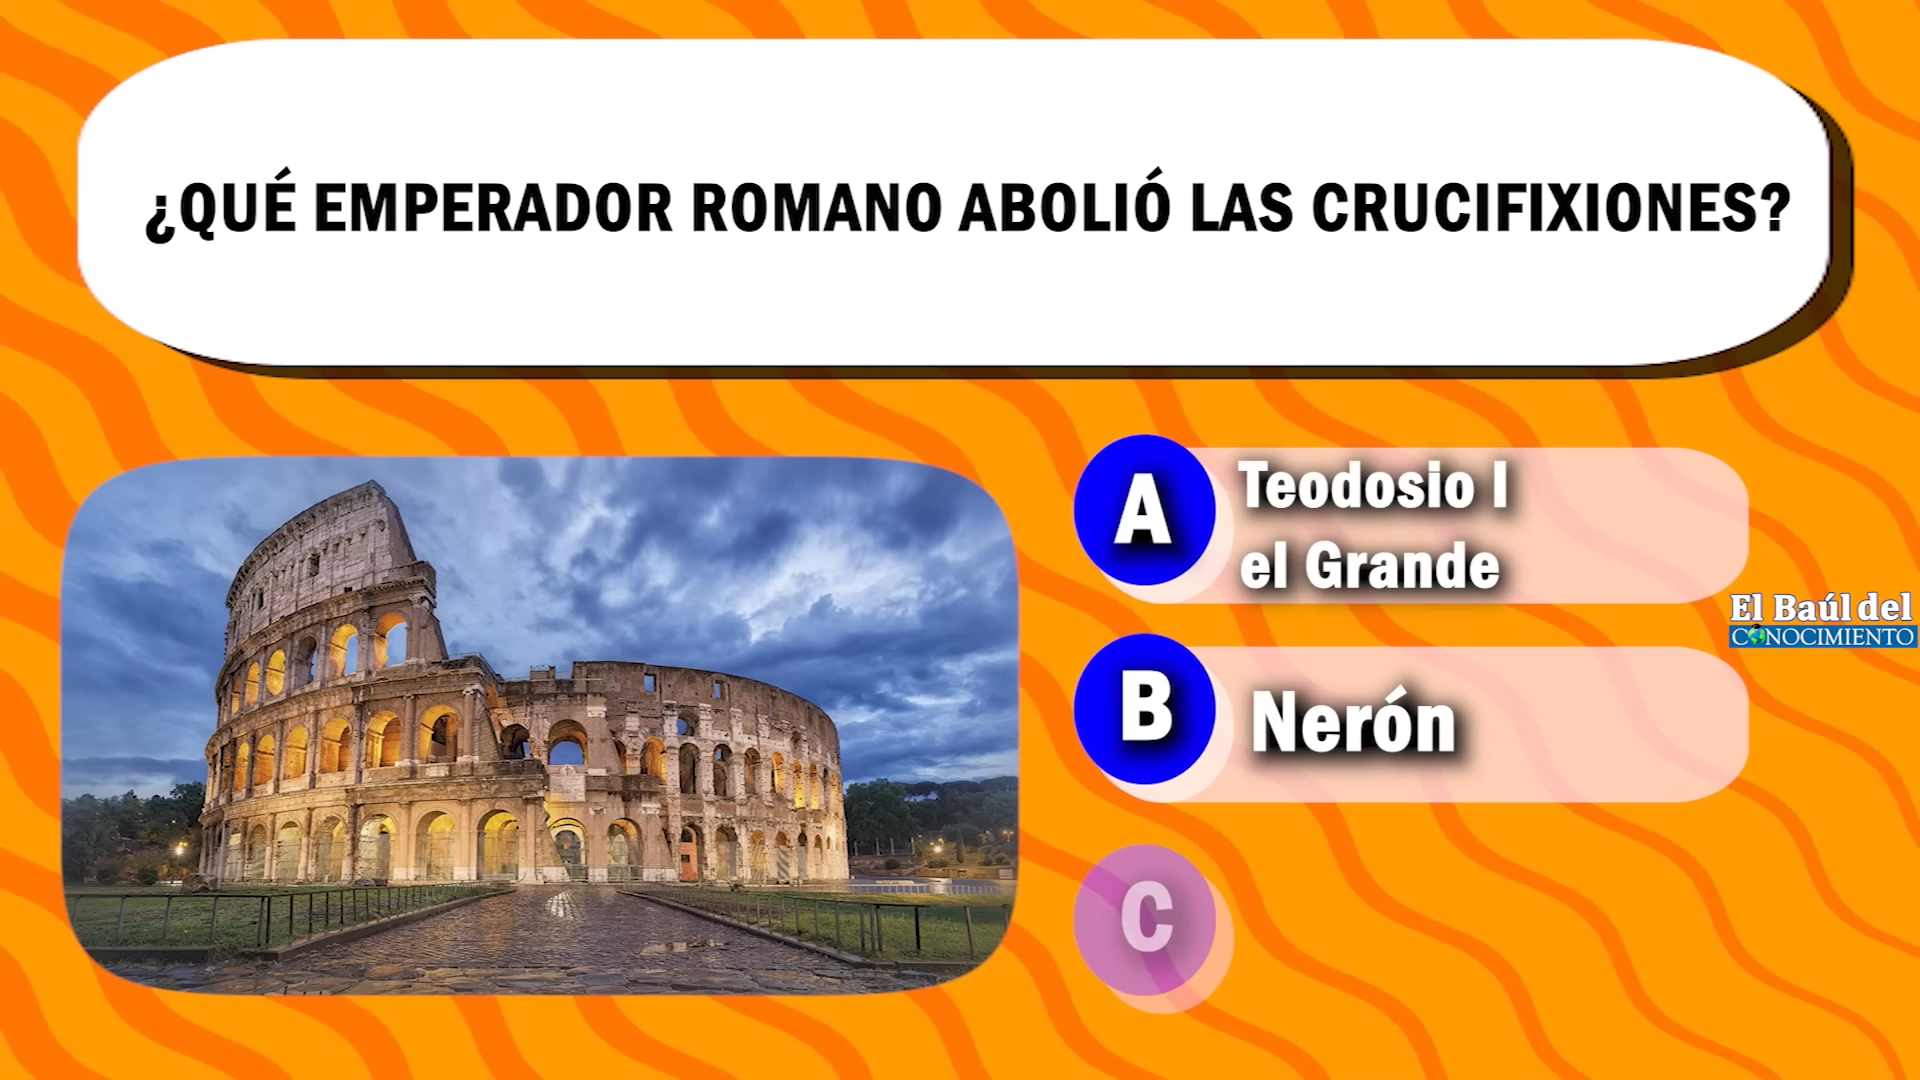 ¿QUÉ EMPERADOR ROMANO ABOLIÓ LAS CRUCIFIXIONES?
A
Teodosio I
el Grande
B
Nerón
C
El Baúl del
CONOCIMIENTO